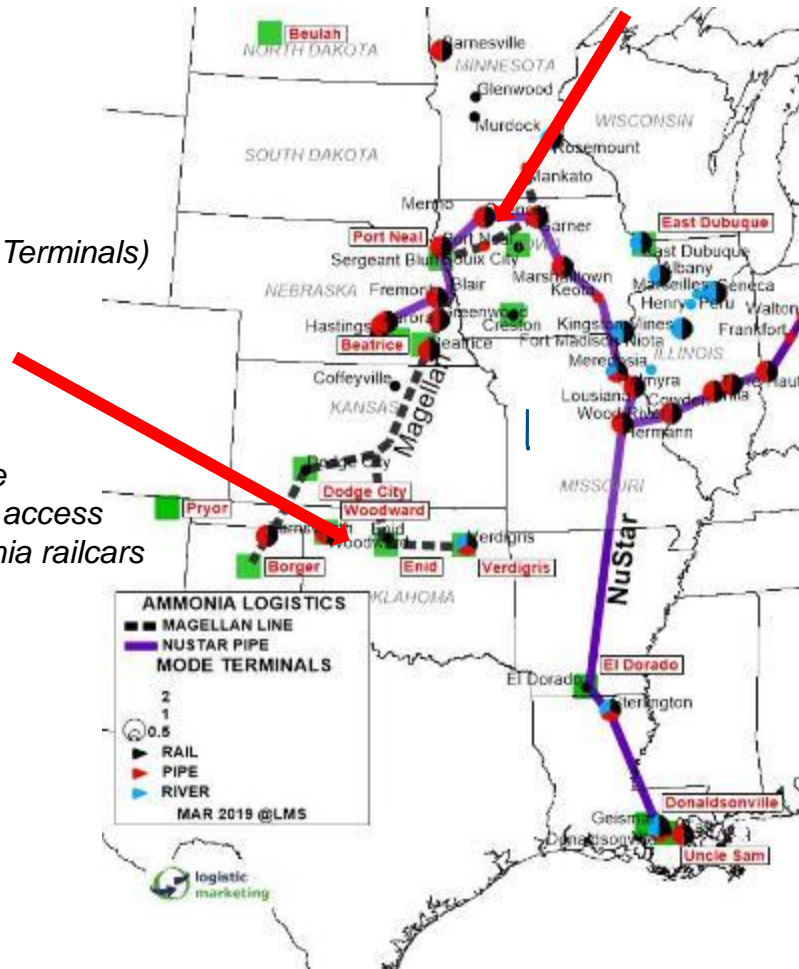 Beulah
NORTH DAKOTA
Barnesville
MINNESOTA
Glenwood
Murdock
WISCONSIN
Rosemount
SOUTH DAKOTA
Mankato
Garner
Port Neal
East Dubuque
Terminals)
Port Neal
East Dubuque
Sergeant Bluff
Sioux City
Albany
Marshalltown
Marseilles
Seneca
NEBRASKA
Fremont
Blair
Keota
Henry
Peru
Walton
Aurora
Greenwood
Creston
Kingston Mines
Frankfort
Hastings
Fort Madison
Niota
Beatrice
Beatrice
ILLINOIS
Meredosia
Coffeyville
Palmyra
KANSAS
Magellan
Lousiana
Cowden
Wood River
Hermann
Dodge City
MISSOURI
Dodge City
access
Pryor
Woodward
Enid
Verdigris
Woodward
nia railcars
Borger
Enid
Verdigris
NuStar
OKLAHOMA
AMMONIA LOGISTICS
MAGELLAN LINE
NUSTAR PIPE
MODE TERMINALS
2
1
0.5
RAIL
PIPE
RIVER
MAR 2019 @LMS
El Dorado
El Dorado
Sterlington
Donaldsonville
Geismar
Donaldsonville
Uncle Sam
logistic
marketing